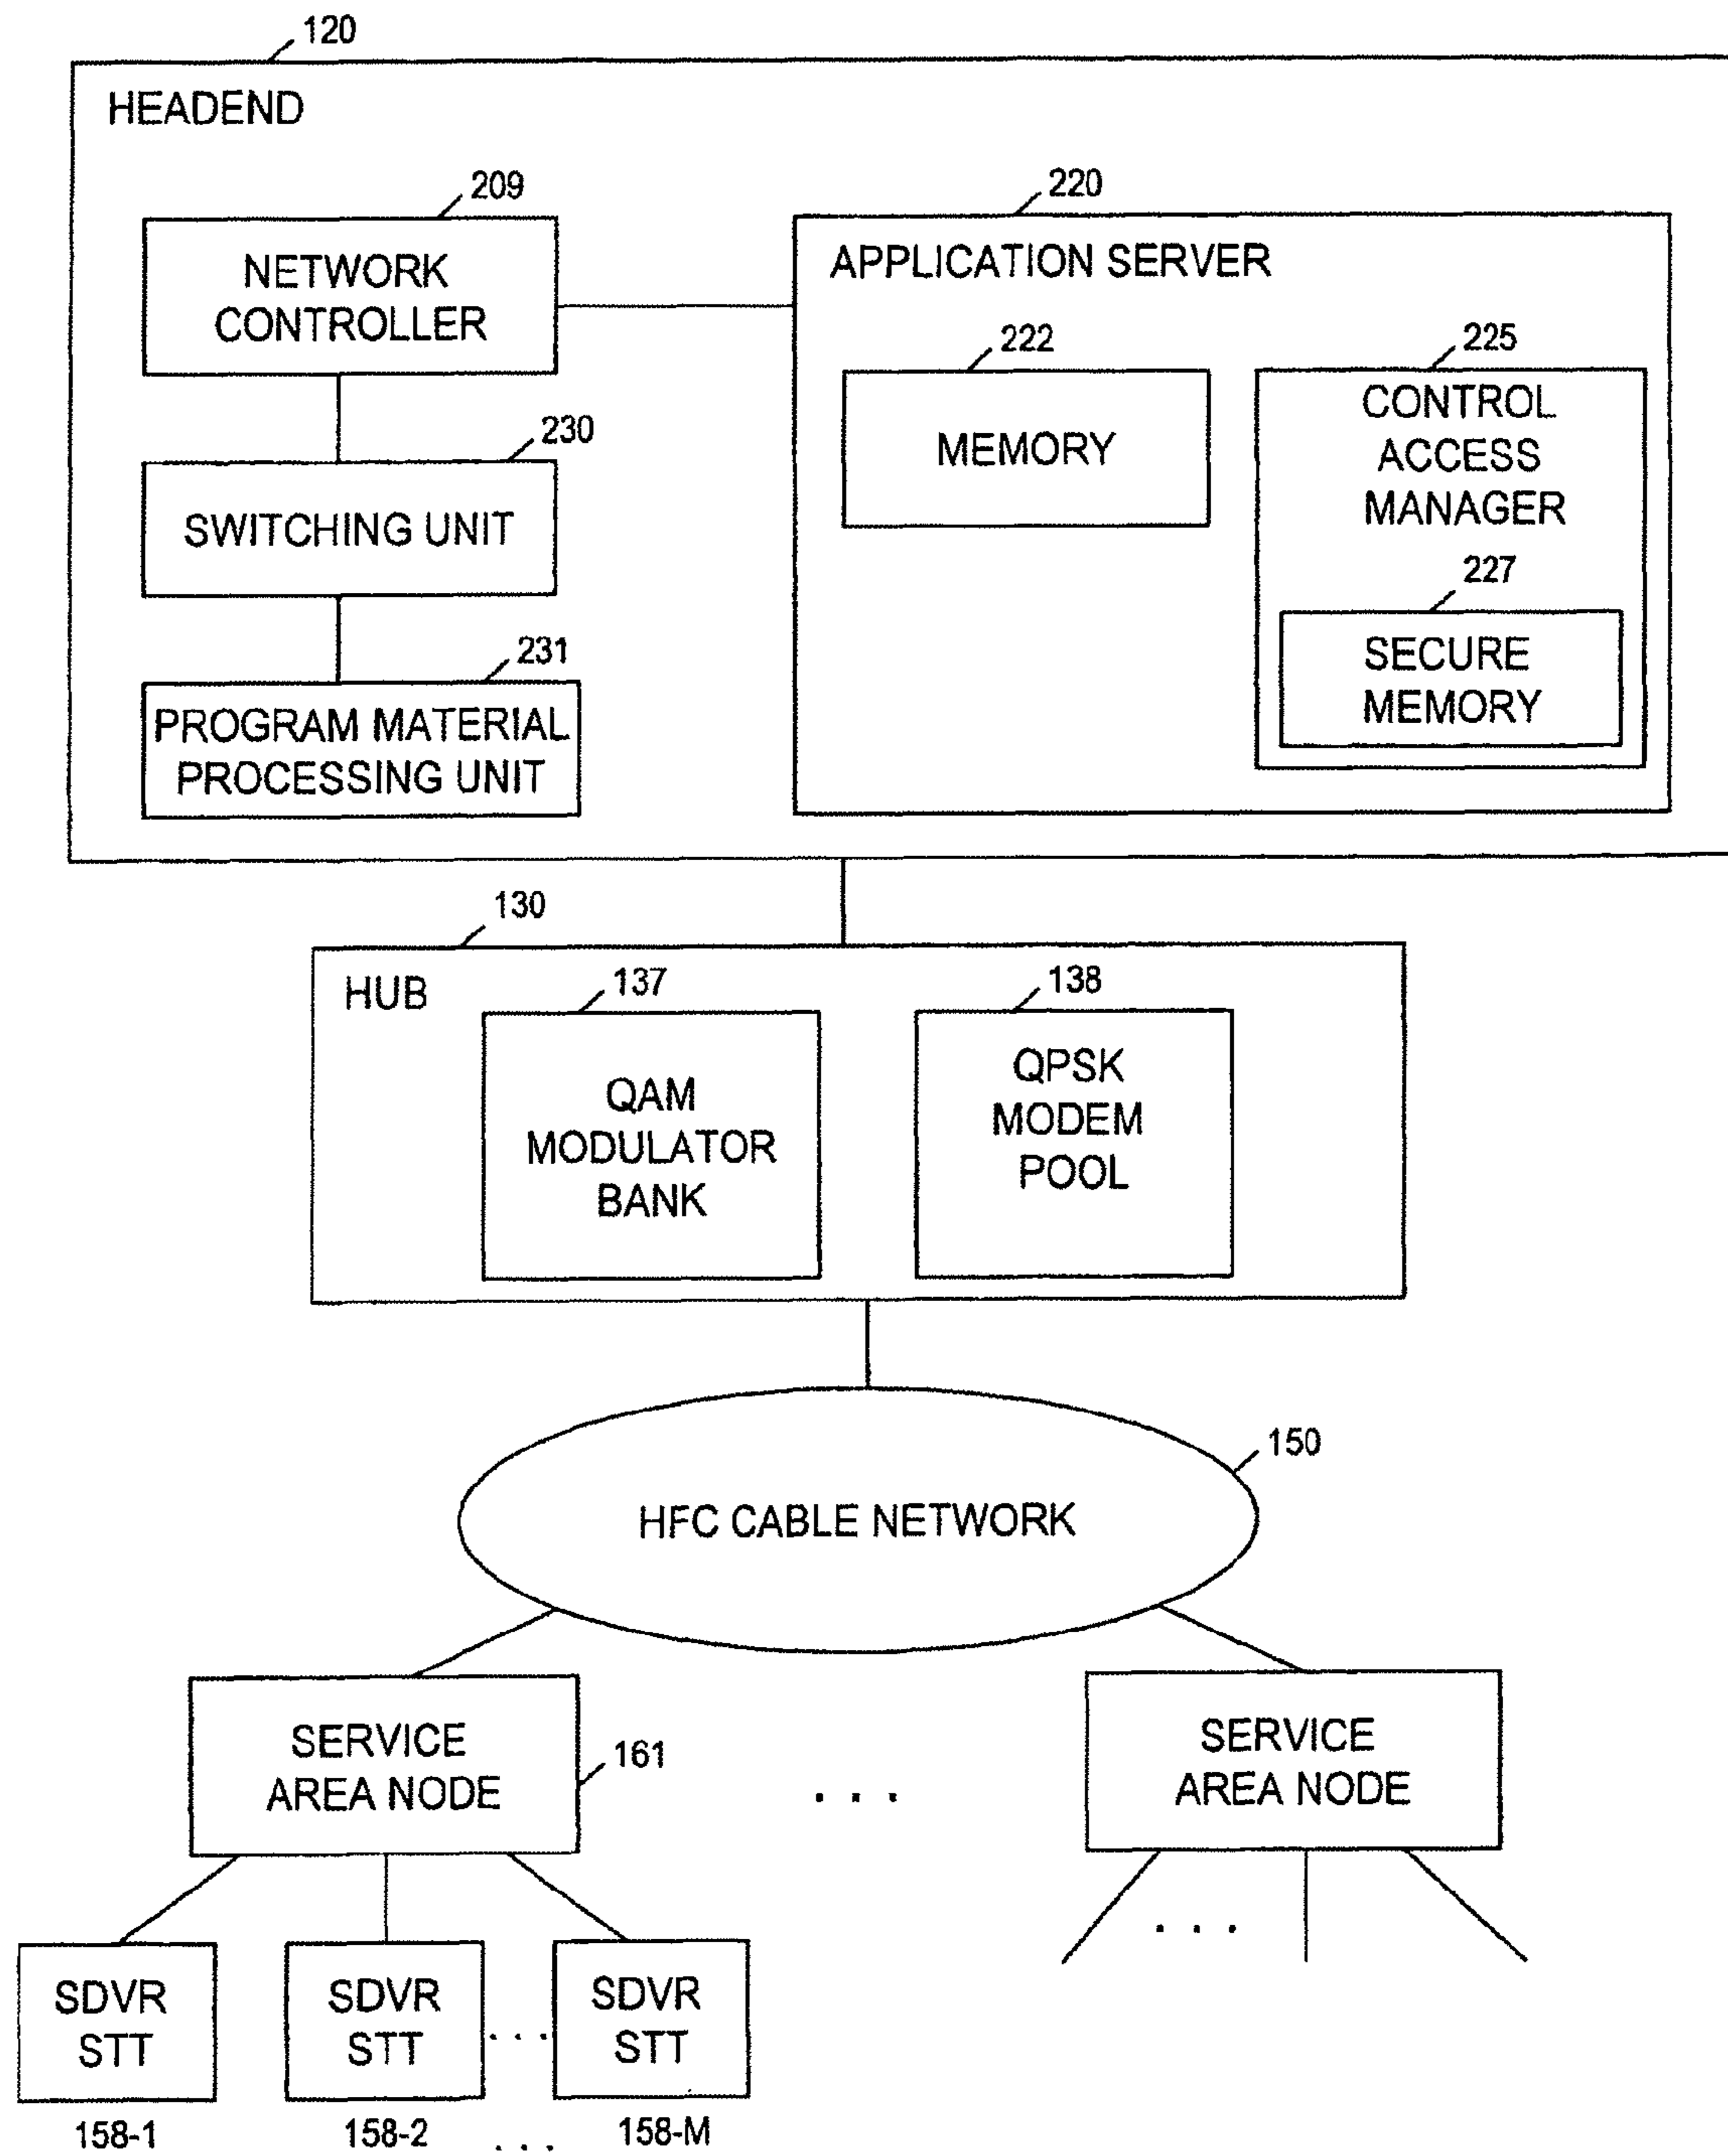 120
HEADEND
209
NETWORK
CONTROLLER
220
APPLICATION SERVER
222
MEMORY
225
CONTROL
ACCESS
MANAGER
227
SECURE
MEMORY
230
SWITCHING UNIT
231
PROGRAM MATERIAL
PROCESSING UNIT
130
HUB
137
QAM
MODULATOR
BANK
138
QPSK
MODEM
POOL
150
HFC CABLE NETWORK
SERVICE
AREA NODE
161
. . .
SERVICE
AREA NODE
. . .
SDVR
STT
SDVR
STT
. . .
SDVR
STT
158-1
158-2
. . .
158-M